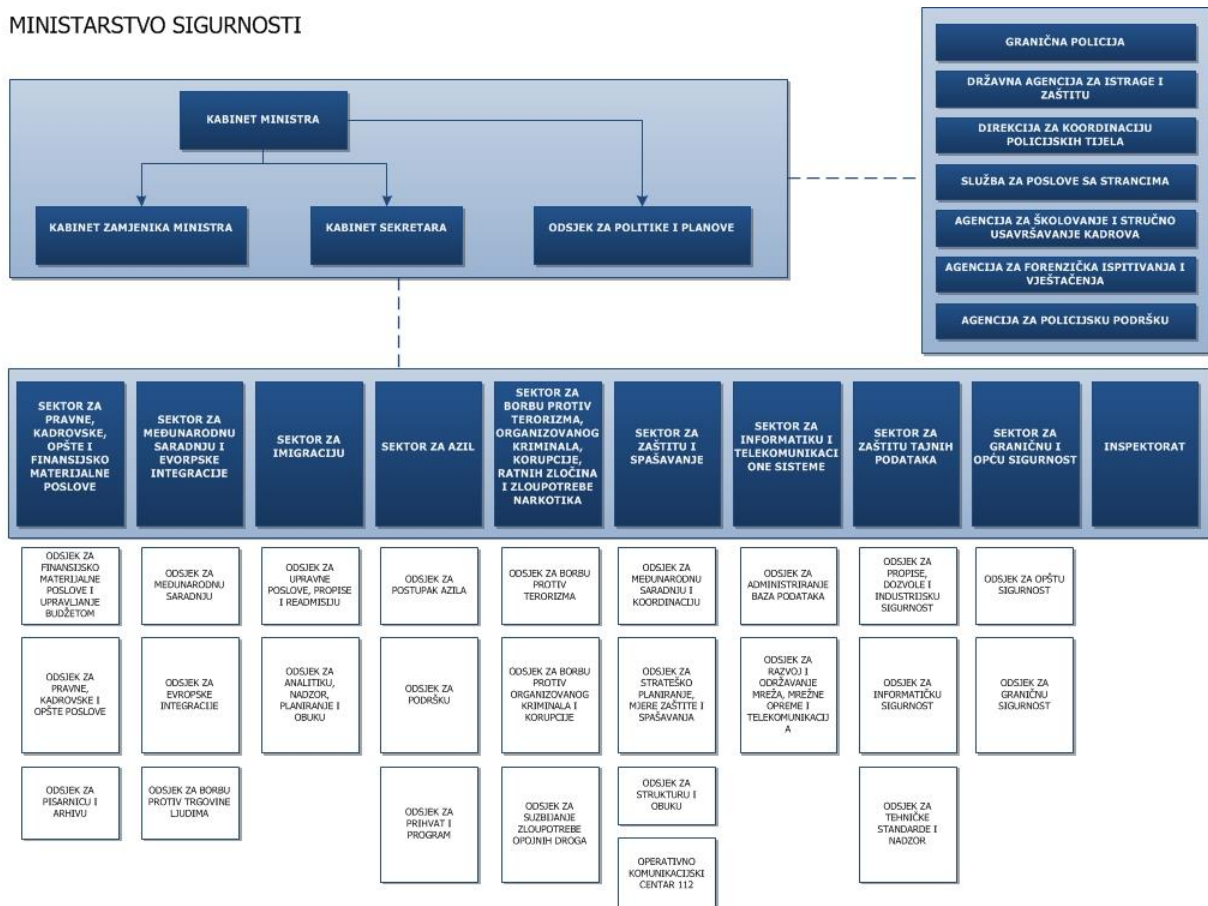 MINISTARSTVO SIGURNOSTI
KABINET MINISTRA
KABINET ZAMJENIKA MINISTRA
KABINET SEKRETARA
ODSJEK ZA POLITIKE I PLANOVE
GRANIČNA POLICIJA
DRŽAVNA AGENCIJA ZA ISTRAGE I
ZAŠTITU
DIREKCIJA ZA KOORDINACIJU
POLICIJSKIH TIJELA
SLUŽBA ZA POSLOVE SA STRANCIMA
AGENCIJA ZA ŠKOLOVANJE I STRUČNO
USAVRŠAVANJE KADROVA
AGENCIJA ZA FORENZIČKA ISPITIVANJA I
VJEŠTAČENJA
AGENCIJA ZA POLICIJSKU PODRŠKU
SEKTOR ZA
PRAVNE,
KADROVSKE,
OPŠTE I
FINANSIJSKO
MATERIJALNE
POSLOVE
SEKTOR ZA
MEĐUNARODNU
SARADNJU I
EVORPSKE
INTEGRACIJE
SEKTOR ZA
IMIGRACIJU
SEKTOR ZA AZIL
SEKTOR ZA
BORBU PROTIV
TERORIZMA,
ORGANIZOVANOG
KRIMINALA,
KORUPCIJE,
RATNIH ZLOČINA
I ZLOUPOTREBE
NARKOTIKA
SEKTOR ZA
ZAŠTITU I
SPAŠAVANJE
SEKTOR ZA
INFORMATIKU I
TELEKOMUNIKACI
ONE SISTEME
SEKTOR ZA
ZAŠTITU TAJNIH
PODATAKA
SEKTOR ZA
GRANIČNU I
OPĆU SIGURNOST
INSPEKTORAT
ODSJEK ZA
FINANSIJSKO
MATERIJALNE
POSLOVE I
UPRAVLJANJE
BUDŽETOM
ODSJEK ZA
MEĐUNARODNU
SARADNJU
ODSJEK ZA
UPRAVNE
POSLOVE, PROPISE
I READMISIJU
ODSJEK ZA
POSTUPAK AZILA
ODSJEK ZA BORBU
PROTIV
TERORIZMA
ODSJEK ZA
MEĐUNARODNU
SARADNJU I
KOORDINACIJU
ODSJEK ZA
ADMINISTRIRANJE
BAZA PODATAKA
ODSJEK ZA
PROPISE,
DOZVOLE I
INDUSTRIJSKU
SIGURNOST
ODSJEK ZA OPŠTU
SIGURNOST
ODSJEK ZA
PRAVNE,
KADROVSKE I
OPŠTE POSLOVE
ODSJEK ZA
EVROPSKE
INTEGRACIJE
ODSJEK ZA
ANALITIKU,
NADZOR,
PLANIRANJE I
OBUKU
ODSJEK ZA
PODRŠKU
ODSJEK ZA BORBU
PROTIV
ORGANIZOVANOG
KRIMINALA I
KORUPCIJE
ODSJEK ZA
STRATEŠKO
PLANIRANJE,
MJERE ZAŠTITE I
SPAŠAVANJA
ODSJEK ZA
RAZVOJ I
ODRŽAVANJE
MREŽA, MREŽNE
OPREME I
TELEKOMUNIKACIJ
A
ODSJEK ZA
INFORMATIČKU
SIGURNOST
ODSJEK ZA
GRANIČNU
SIGURNOST
ODSJEK ZA
PISARNICU I
ARHIVU
ODSJEK ZA BORBU
PROTIV TRGOVINE
LJUDIMA
ODSJEK ZA
PRIHVAT I
PROGRAM
ODSJEK ZA
SUZBIJANJE
ZLOUPOTREBE
OPOJNIH DROGA
ODSJEK ZA
STRUKTURU I
OBUKU
OPERATIVNO
KOMUNIKACIJSKI
CENTAR 112
ODSJEK ZA
TEHNIČKE
STANDARDE I
NADZOR